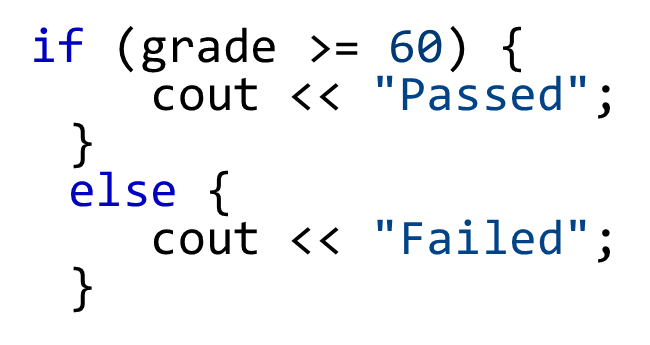 if (grade >= 60) {
cout << "Passed";
}
else {
cout << "Failed";
}